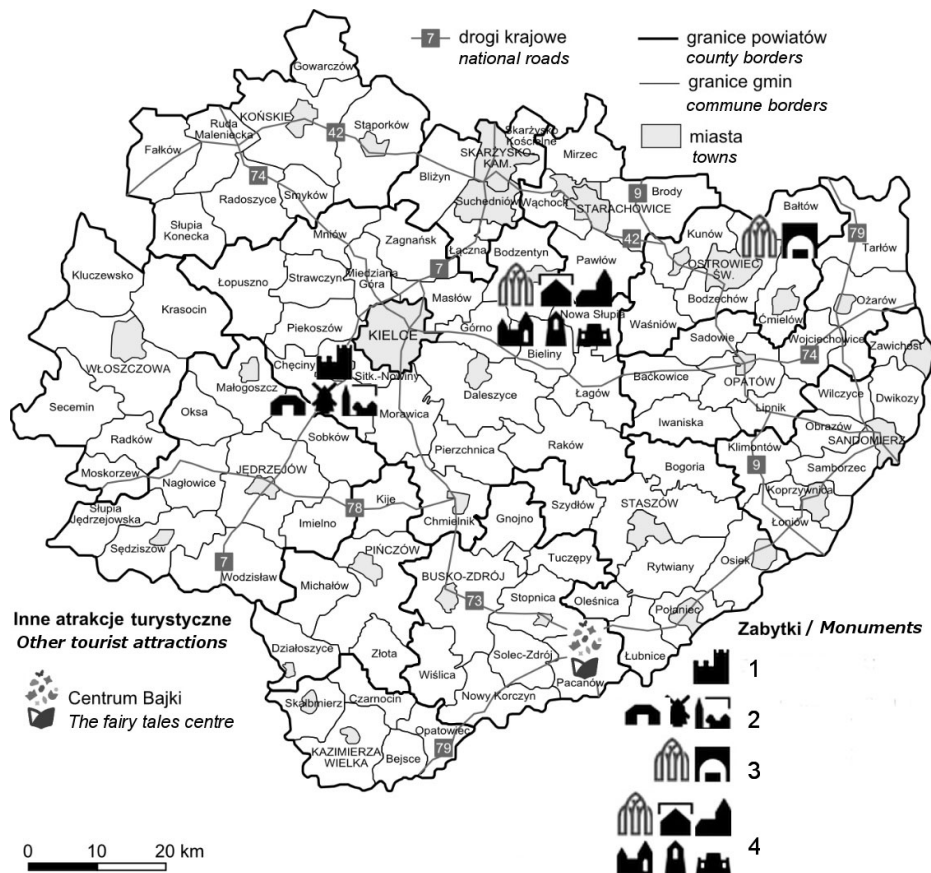 Gowarczów
7 drogi krajowe
national roads
granice powiatów
county borders
granice gmin
commune borders
miasta
towns
Ruda
Maleniecka
KOŃSKIE
Stąporków
42
Fałków
74
Radoszyce
Smyków
Słupia
Konecka
Skarżysko
Kościelne
SKARŻYSKO-
KAM.
Mirzec
Bliżyn
Suchedniów
Wąchock
STARACHOWICE
9
Brody
Bałtów
Kunów
42
OSTROWIEC
ŚW.
79
Tarłów
Mniów
Zagnańsk
Łączna
Bodzentyn
Pawłów
Kluczewsko
Krasocin
Łopuszno
Strawczyn
Miedziana
Góra
7
Masłów
Nowa Słupia
Bodzechów
Ćmielów
Ożarów
Piekoszów
KIELCE
Górno
Bieliny
Waśniów
Sadowie
Wojciechowice
74
Zawichost
WŁOSZCZOWA
Małogoszcz
Chęciny
Sitk.-Nowiny
Daleszyce
Łagów
Baćkowice
OPATÓW
Wilczyce
Dwikozy
Secemin
Oksa
Morawica
Iwaniska
Lipnik
Obrazów
SANDOMIERZ
Radków
Sobków
Pierzchnica
Raków
Klimontów
Moskorzew
Nagłowice
JĘDRZEJÓW
Bogoria
9
Samborzec
Słupia
Jędrzejowska
78
Kije
Koprzywnica
Imielno
Chmielnik
Gnojno
Szydłów
STASZÓW
Łoniów
Sędziszów
7
Wodzisław
PIŃCZÓW
Tuczępy
Rytwiany
Osiek
Michałów
BUSKO-ZDRÓJ
73
Stopnica
Oleśnica
Połaniec
Inne atrakcje turystyczne
Other tourist attractions
Centrum Bajki
The fairy tales centre
Działoszyce
Złota
Wiślica
Solec-Zdrój
Pacanów
Łubnice
Skalbmierz
Czarnocin
Nowy Korczyn
Opatowiec
KAZIMIERZA
WIELKA
Bejsce
79
Zabytki / Monuments
1
2
3
4
0 10 20 km